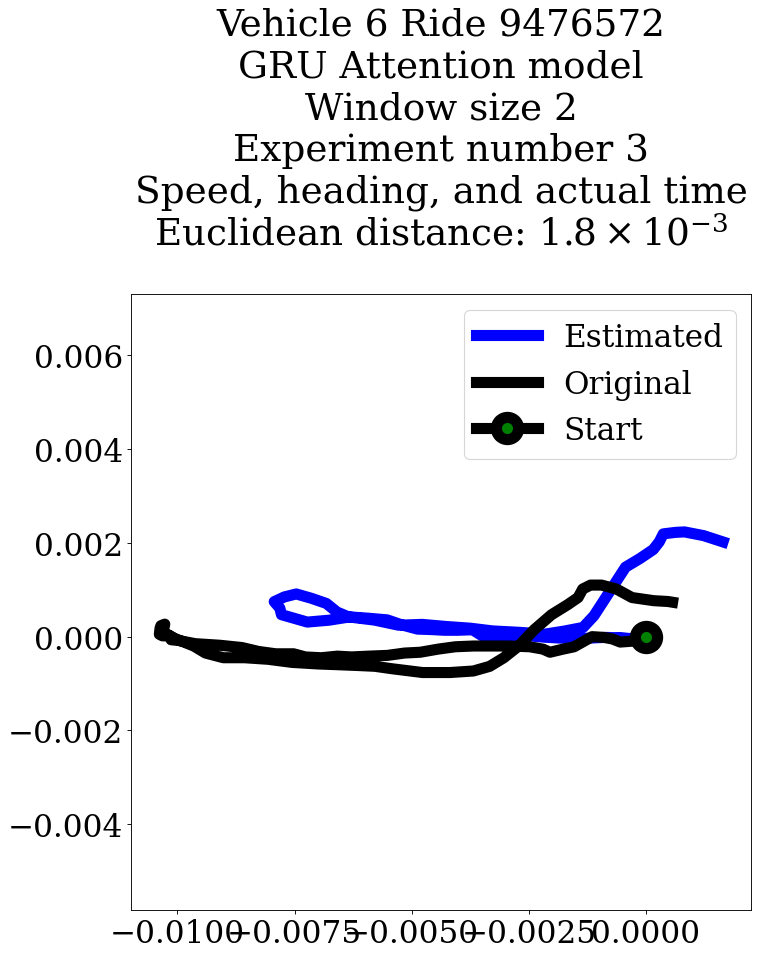 Vehicle 6 Ride 9476572
GRU Attention model
Window size 2
Experiment number 3
Speed, heading, and actual time
Euclidean distance: 1.8 × 10⁻³
Estimated
Original
Start
0.006
0.004
0.002
0.000
−0.002
−0.004
−0.0100 −0.0075 −0.0050 −0.0025 0.0000